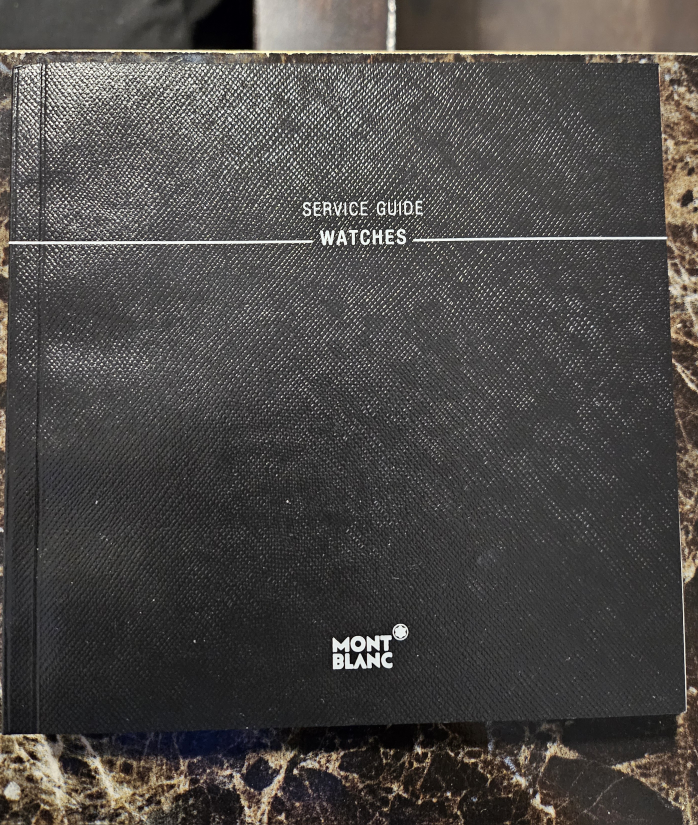 SERVICE GUIDE
WATCHES
MONT
BLANC